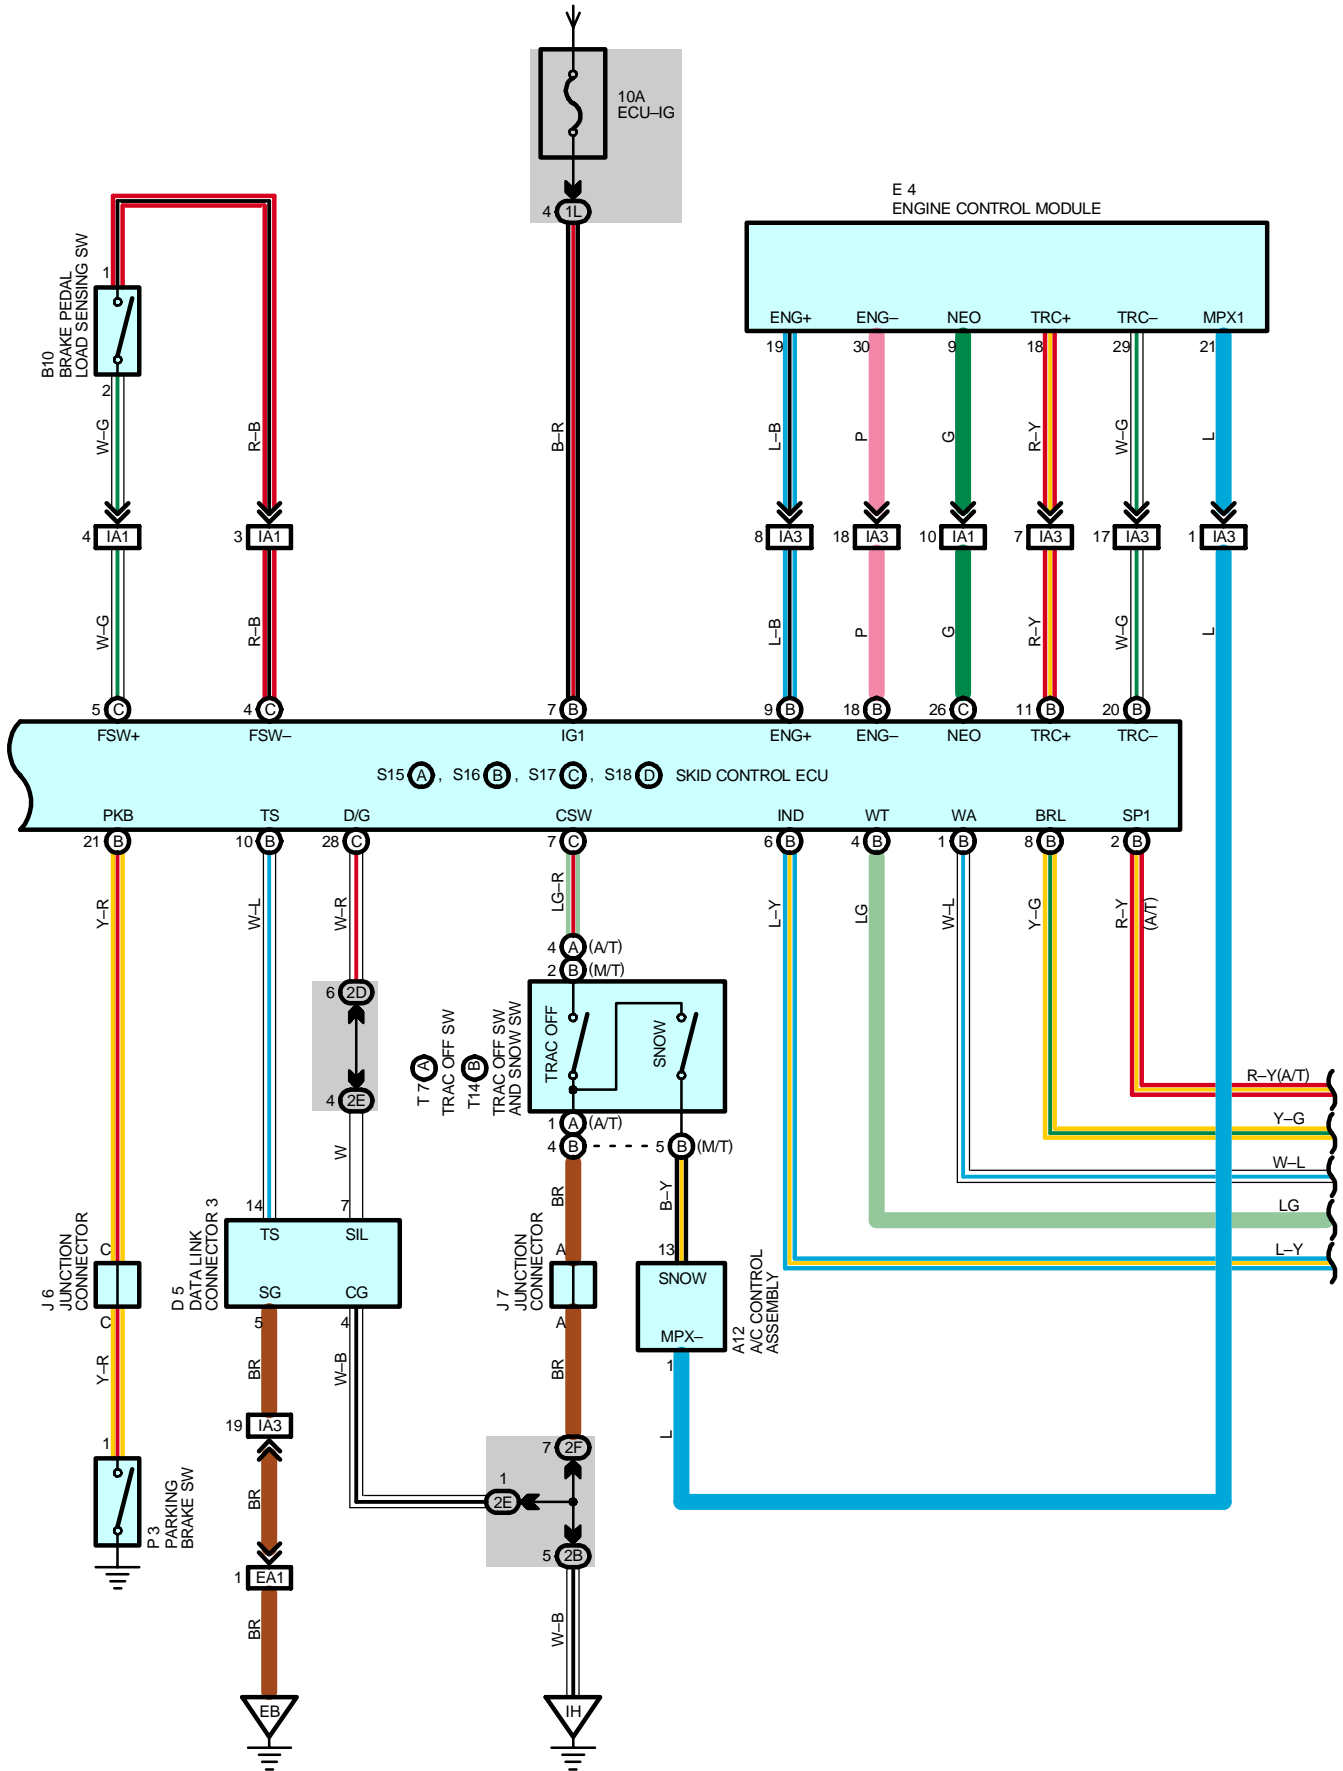 10A
ECU–IG
4 1L
E 4
ENGINE CONTROL MODULE
ENG+ ENG– NEO TRC+ TRC– MPX1
19 30 9 18 29 21
B10
BRAKE PEDAL
LOAD SENSING SW
1
2
W–G R–B B–R L–B P G R–Y W–G L
4 IA1 3 IA1 8 IA3 18 IA3 10 IA1 7 IA3 17 IA3 1 IA3
W–G R–B L–B P G R–Y W–G L
5 C 4 C 7 B 9 B 18 B 26 C 11 B 20 B
FSW+ FSW– IG1 ENG+ ENG– NEO TRC+ TRC–
S15 A , S16 B , S17 C , S18 D SKID CONTROL ECU
PKB TS D/G CSW IND WT WA BRL SP1
21 B 10 B 28 C 7 C 6 B 4 B 1 B 8 B 2 B
Y–R W–L W–R LG–R L–Y LG W–L Y–G R–Y
(A/T)
4 A (A/T)
2 B (M/T)
6 2D
4 2E
T 7 A
TRAC OFF SW
T14 B
TRAC OFF SW
AND SNOW SW
TRAC OFF SNOW
1 A (A/T)
4 B 5 B (M/T)
R–Y(A/T)
Y–G
W–L
LG
L–Y
W
BR B–Y
14 7
TS SIL
SG CG
5 4
D 5
DATA LINK
CONNECTOR 3
J 6
JUNCTION
CONNECTOR
C
C
J 7
JUNCTION
CONNECTOR
A
A
13
SNOW
MPX–
1
A12
A/C CONTROL
ASSEMBLY
Y–R BR W–B BR L
19 IA3
7 2F
1
2E
5 2B
1
P 3
PARKING
BRAKE SW
BR
1 EA1
BR W–B
EB IH